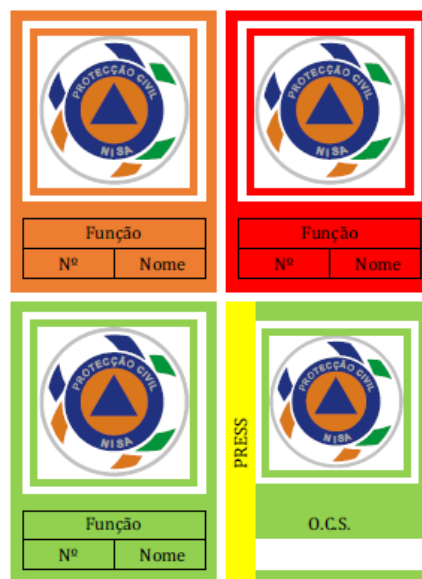 PROTECÇÃO CIVIL
NISA
Função
Nº Nome
PROTECÇÃO CIVIL
NISA
Função
Nº Nome
PROTECÇÃO CIVIL
NISA
Função
Nº Nome
PRESS
PROTECÇÃO CIVIL
NISA
O.C.S.